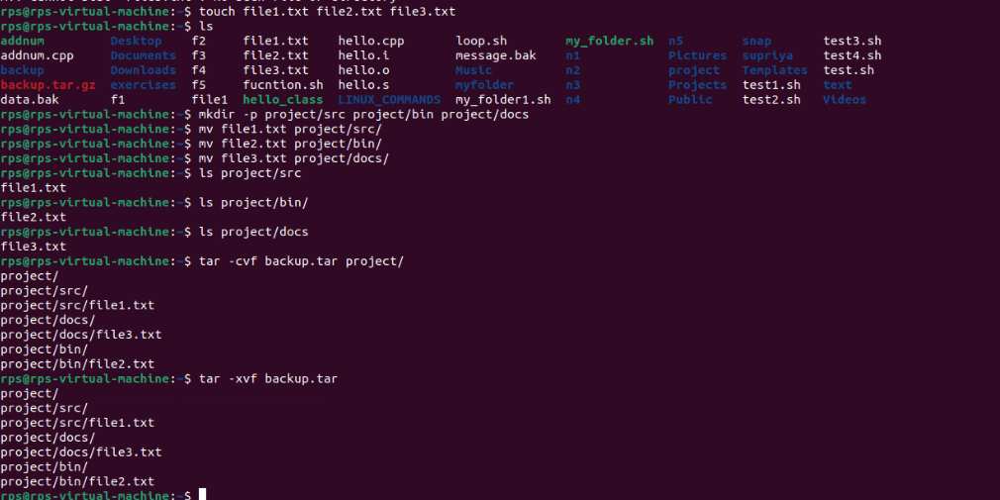 rps@rps-virtual-machine:~$ touch file1.txt file2.txt file3.txt
rps@rps-virtual-machine:~$ ls
addnum Desktop f2 file1.txt hello.cpp loop.sh my_folder.sh n5 snap test3.sh
addnum.cpp Documents f3 file2.txt hello.i message.bak n1 Pictures supriya test4.sh
backup Downloads f4 file3.txt hello.o Music n2 project Templates test.sh
backup.tar.gz exercises f5 fucntion.sh hello.s myfolder n3 Projects test1.sh text
data.bak f1 file1 hello_class LINUX_COMMANDS my_folder1.sh n4 Public test2.sh Videos
rps@rps-virtual-machine:~$ mkdir -p project/src project/bin project/docs
rps@rps-virtual-machine:~$ mv file1.txt project/src/
rps@rps-virtual-machine:~$ mv file2.txt project/bin/
rps@rps-virtual-machine:~$ mv file3.txt project/docs/
rps@rps-virtual-machine:~$ ls project/src
file1.txt
rps@rps-virtual-machine:~$ ls project/bin/
file2.txt
rps@rps-virtual-machine:~$ ls project/docs
file3.txt
rps@rps-virtual-machine:~$ tar -cvf backup.tar project/
project/
project/src/
project/src/file1.txt
project/docs/
project/docs/file3.txt
project/bin/
project/bin/file2.txt
rps@rps-virtual-machine:~$ tar -xvf backup.tar
project/
project/src/
project/src/file1.txt
project/docs/
project/docs/file3.txt
project/bin/
project/bin/file2.txt
rps@rps-virtual-machine:~$